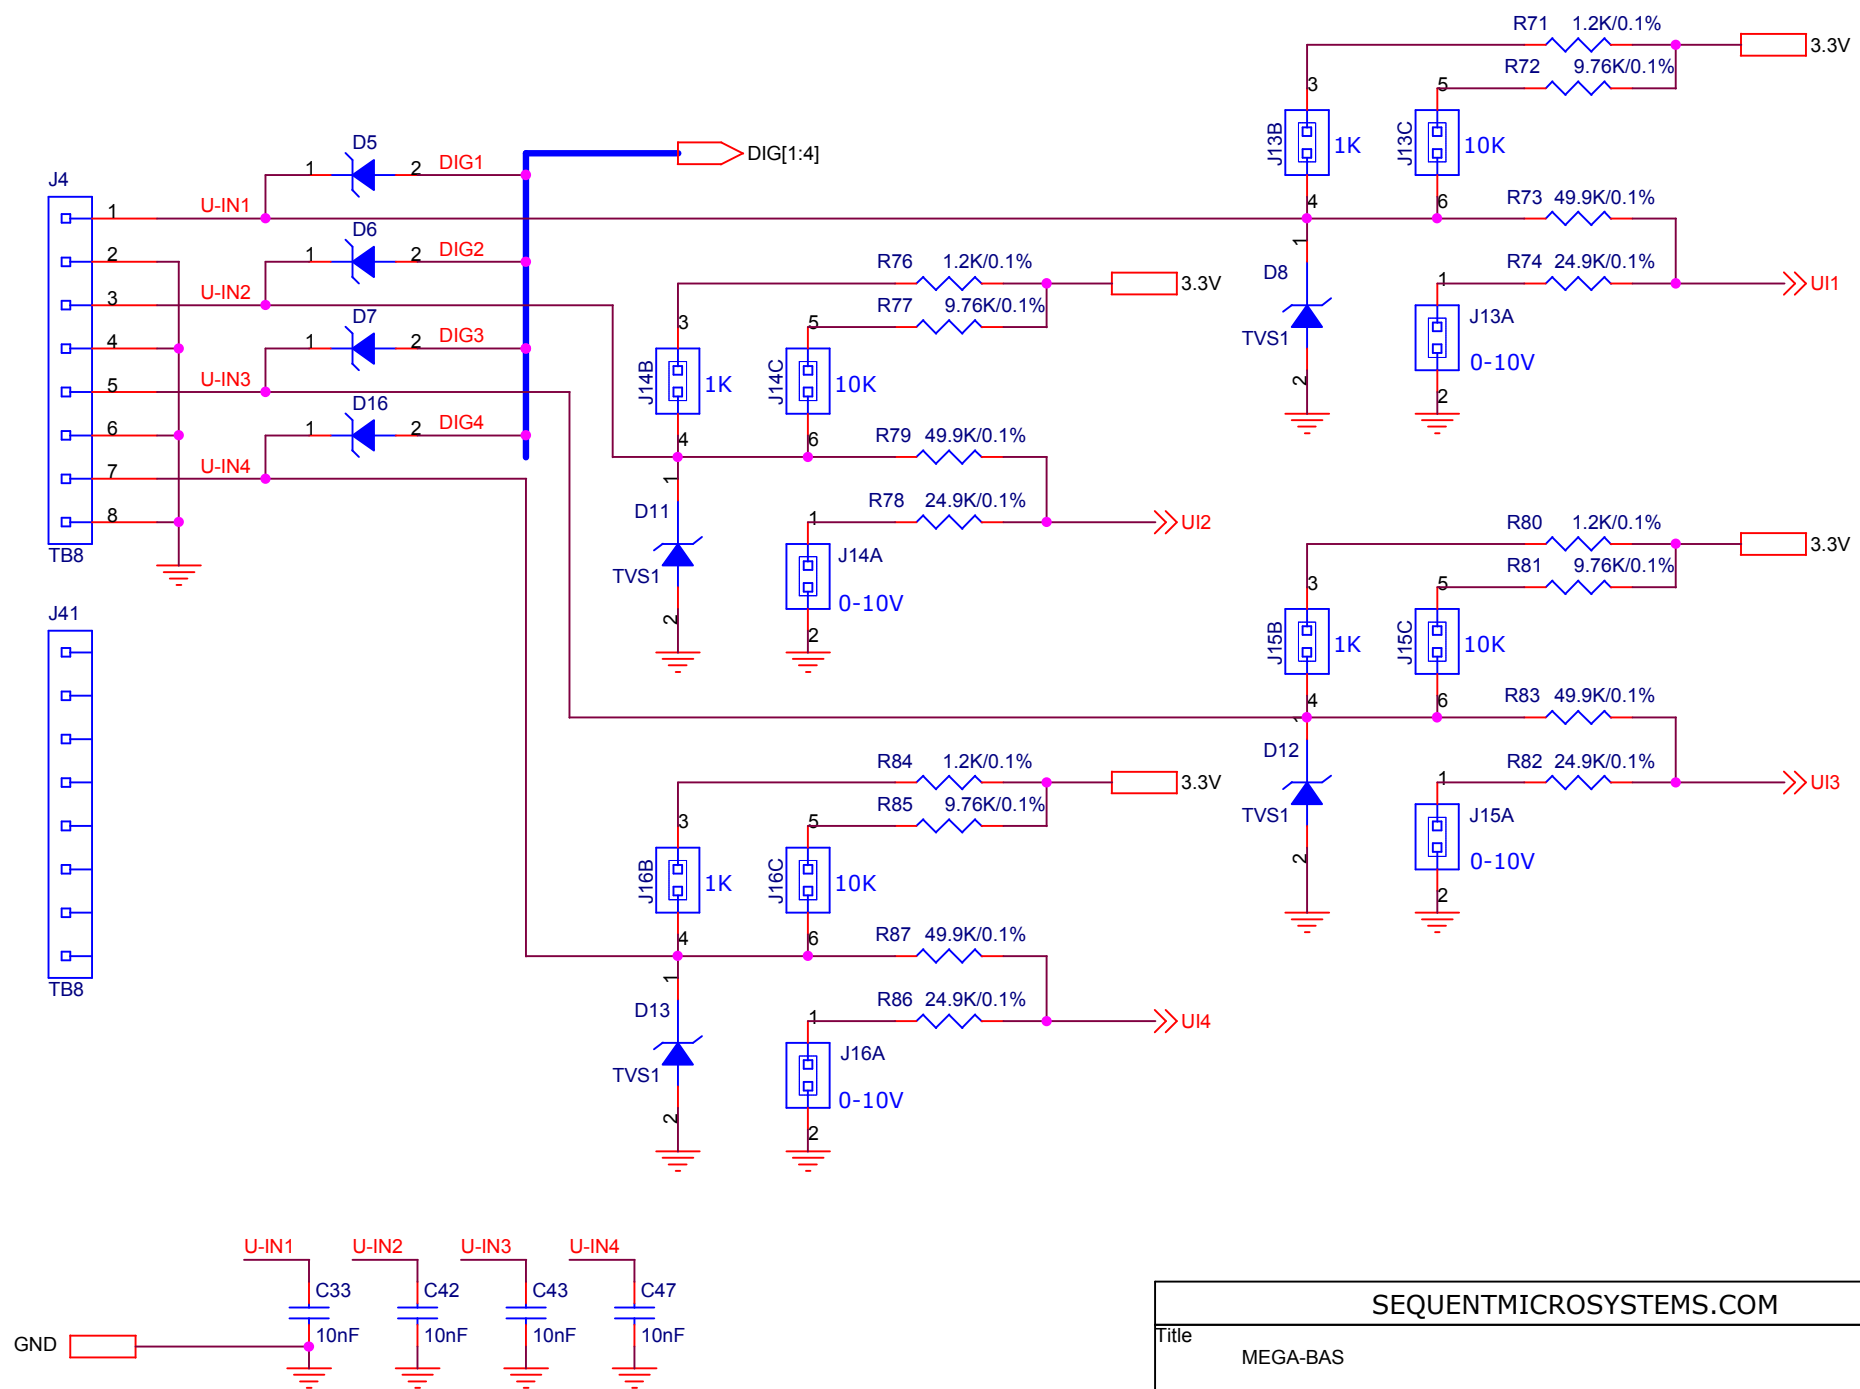 R71 1.2K/0.1%
3.3V
R72 9.76K/0.1%
3 5
J13B 1K J13C 10K
4 6
R73 49.9K/0.1%
1
D8
TVS1
2
R74 24.9K/0.1%
1
UI1
J13A
0-10V
2
J4
1
2
3
4
5
6
7
8
TB8
D5
1 2 DIG1
U-IN1
D6
1 2 DIG2
U-IN2
D7
1 2 DIG3
U-IN3
D16
1 2 DIG4
U-IN4
DIG[1:4]
R76 1.2K/0.1%
3.3V
R77 9.76K/0.1%
3 5
J14B 1K J14C 10K
4 6
R79 49.9K/0.1%
1
D11
TVS1
2
R78 24.9K/0.1%
1
UI2
J14A
0-10V
2
R80 1.2K/0.1%
3.3V
R81 9.76K/0.1%
3 5
J15B 1K J15C 10K
4 6
R83 49.9K/0.1%
1
D12
TVS1
2
R82 24.9K/0.1%
1
UI3
J15A
0-10V
2
J41
TB8
R84 1.2K/0.1%
3.3V
R85 9.76K/0.1%
3 5
J16B 1K J16C 10K
4 6
R87 49.9K/0.1%
1
D13
TVS1
2
R86 24.9K/0.1%
1
UI4
J16A
0-10V
2
U-IN1 U-IN2 U-IN3 U-IN4
C33 C42 C43 C47
10nF 10nF 10nF 10nF
GND
SEQUENTMICROSYSTEMS.COM
Title
MEGA-BAS